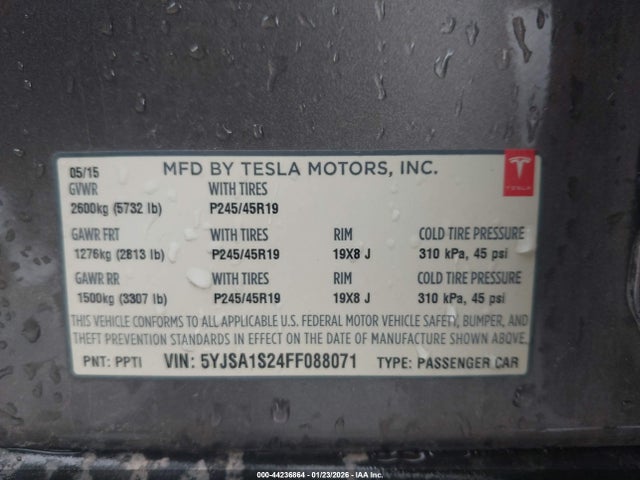 05/15 MFD BY TESLA MOTORS, INC.
TESLA
GVWR WITH TIRES
2600kg (5732 lb) P245/45R19
GAWR FRT WITH TIRES RIM COLD TIRE PRESSURE
1276kg (2813 lb) P245/45R19 19X8 J 310 kPa, 45 psi
GAWR RR WITH TIRES RIM COLD TIRE PRESSURE
1500kg (3307 lb) P245/45R19 19X8 J 310 kPa, 45 psi
THIS VEHICLE CONFORMS TO ALL APPLICABLE U.S. FEDERAL MOTOR VEHICLE SAFETY, BUMPER, AND
THEFT PREVENTION STANDARDS IN EFFECT ON THE DATE OF MANUFACTURE SHOWN ABOVE.
PNT: PPTI VIN: 5YJSA1S24FF088071 TYPE: PASSENGER CAR
000-44236864 - 01/23/2026 - IAA Inc.